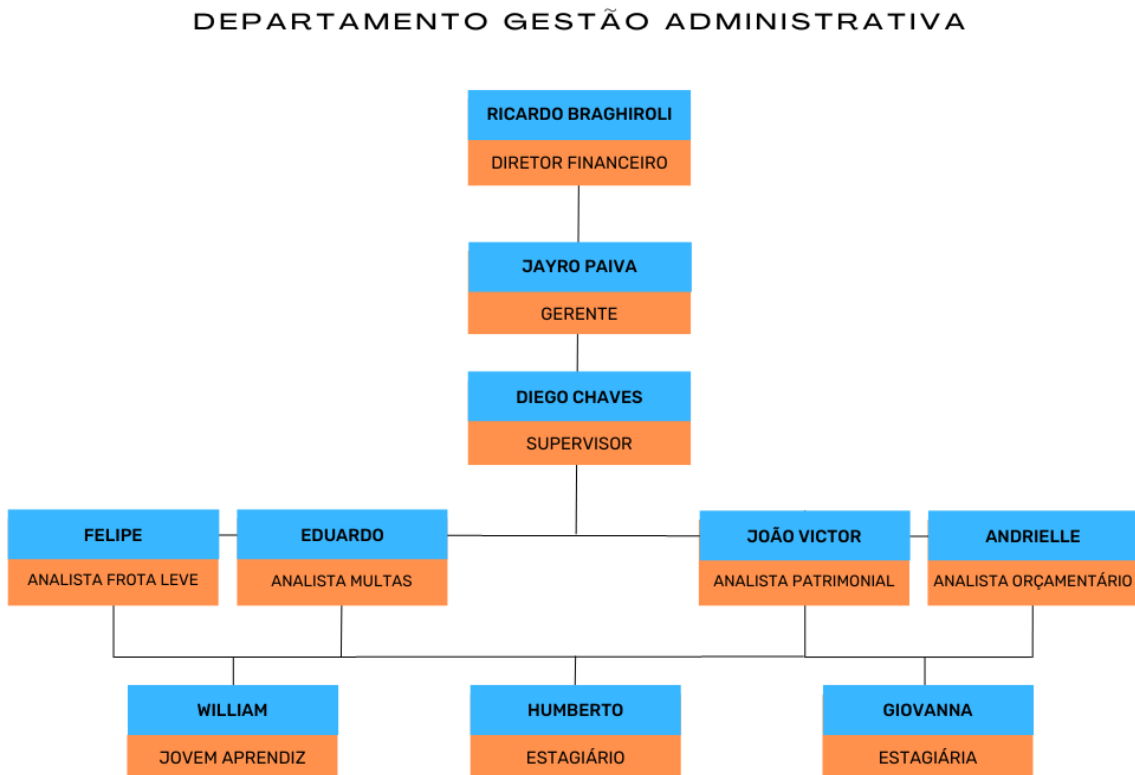 DEPARTAMENTO GESTÃO ADMINISTRATIVA
RICARDO BRAGHIROLI
DIRETOR FINANCEIRO
JAYRO PAIVA
GERENTE
DIEGO CHAVES
SUPERVISOR
FELIPE
ANALISTA FROTA LEVE
EDUARDO
ANALISTA MULTAS
JOÃO VICTOR
ANALISTA PATRIMONIAL
ANDRIELLE
ANALISTA ORÇAMENTÁRIO
WILLIAM
JOVEM APRENDIZ
HUMBERTO
ESTAGIÁRIO
GIOVANNA
ESTAGIÁRIA